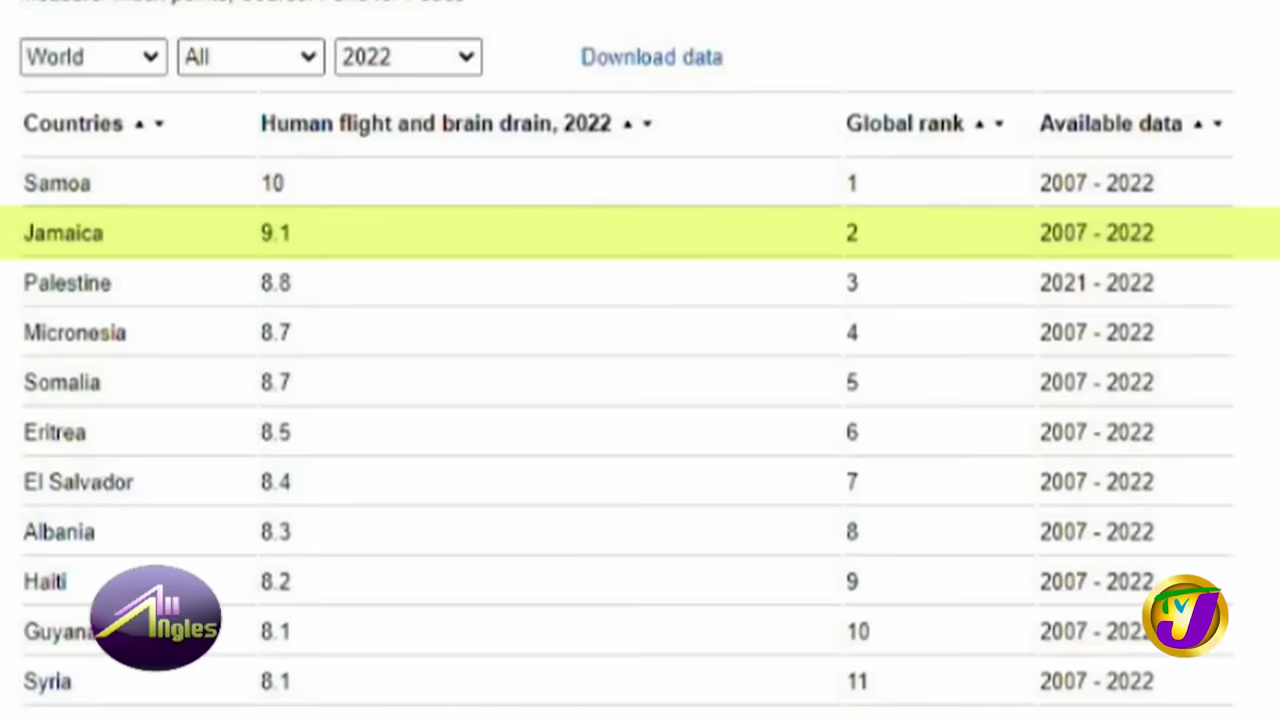 World All 2022 Download data
Countries Human flight and brain drain, 2022 Global rank Available data
Samoa 10 1 2007 - 2022
Jamaica 9.1 2 2007 - 2022
Palestine 8.8 3 2021 - 2022
Micronesia 8.7 4 2007 - 2022
Somalia 8.7 5 2007 - 2022
Eritrea 8.5 6 2007 - 2022
El Salvador 8.4 7 2007 - 2022
Albania 8.3 8 2007 - 2022
Haiti 8.2 9 2007 - 2022
Guyana 8.1 10 2007 - 2022
Syria 8.1 11 2007 - 2022
All Angles
TVJ